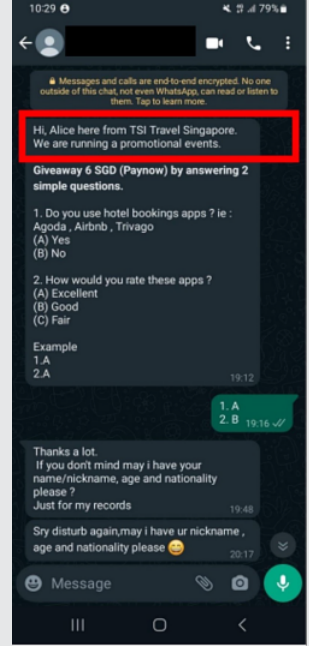 10:29
79%
Messages and calls are end-to-end encrypted. No one
outside of this chat, not even WhatsApp, can read or listen to
them. Tap to learn more.
Hi, Alice here from TSI Travel Singapore.
We are running a promotional events.
Giveaway 6 SGD (Paynow) by answering 2
simple questions.
1. Do you use hotel bookings apps ? ie :
Agoda , Airbnb , Trivago
(A) Yes
(B) No
2. How would you rate these apps ?
(A) Excellent
(B) Good
(C) Fair
Example
1.A
2.A
19:12
1. A
2. B 19:16
Thanks a lot.
If you don't mind may i have your
name/nickname, age and nationality
please ?
Just for my records
19:48
Sry disturb again,may i have ur nickname ,
age and nationality please 😄
20:17
Message